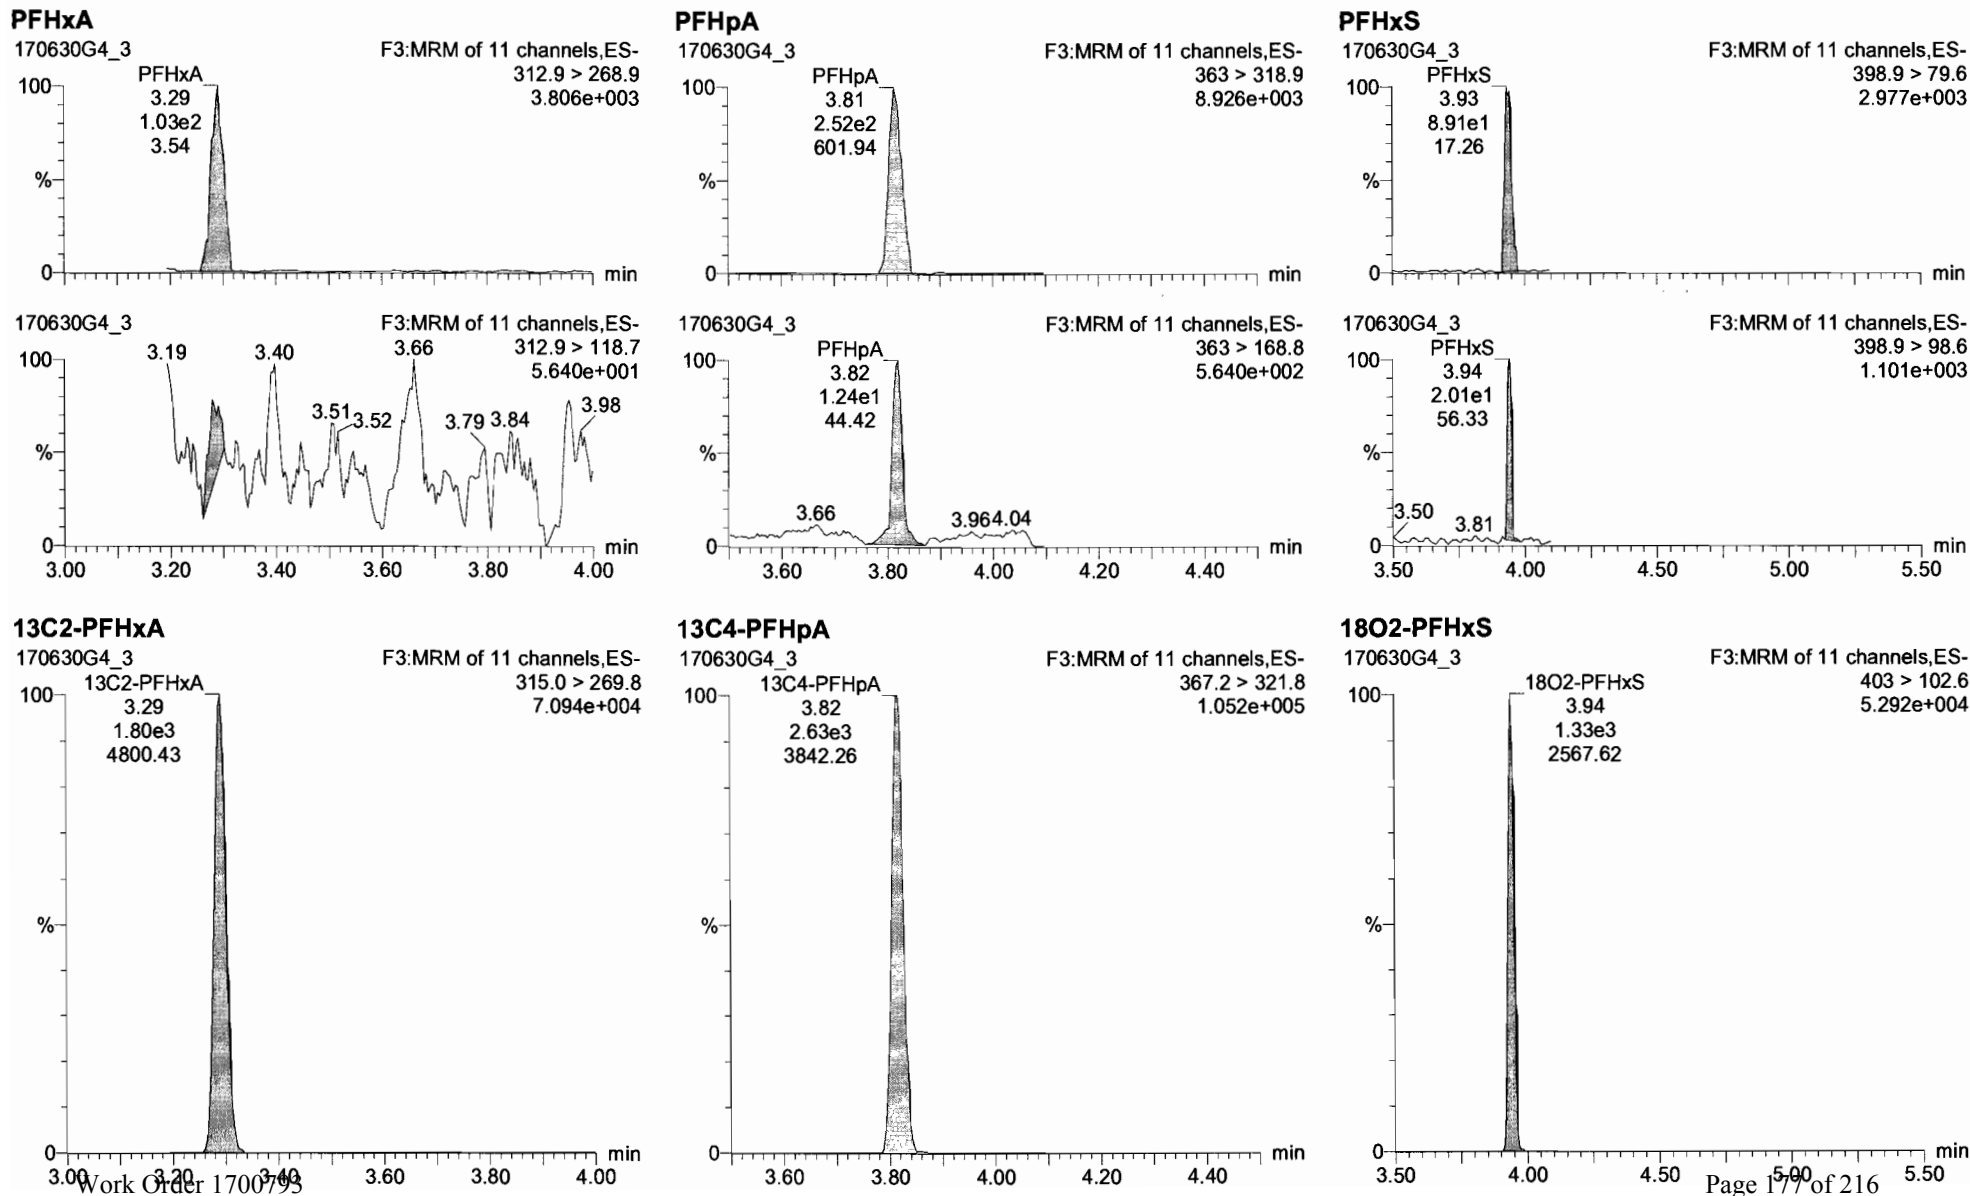 PFHxA
170630G4_3
F3:MRM of 11 channels,ES-
312.9 > 268.9
3.806e+003
PFHxA
3.29
1.03e2
3.54
100
%
0
min
170630G4_3
F3:MRM of 11 channels,ES-
312.9 > 118.7
5.640e+001
100
3.19
3.40
3.66
3.51
3.52
3.79
3.84
3.98
%
0
min
3.00
3.20
3.40
3.60
3.80
4.00
PFHpA
170630G4_3
F3:MRM of 11 channels,ES-
363 > 318.9
8.926e+003
PFHpA
3.81
2.52e2
601.94
100
%
0
min
170630G4_3
F3:MRM of 11 channels,ES-
363 > 168.8
5.640e+002
PFHpA
3.82
1.24e1
44.42
100
%
3.66
3.96
4.04
0
min
3.60
3.80
4.00
4.20
4.40
PFHxS
170630G4_3
F3:MRM of 11 channels,ES-
398.9 > 79.6
2.977e+003
PFHxS
3.93
8.91e1
17.26
100
%
0
min
170630G4_3
F3:MRM of 11 channels,ES-
398.9 > 98.6
1.101e+003
PFHxS
3.94
2.01e1
56.33
100
%
3.50
3.81
0
min
3.50
4.00
4.50
5.00
5.50
13C2-PFHxA
170630G4_3
F3:MRM of 11 channels,ES-
315.0 > 269.8
7.094e+004
13C2-PFHxA
3.29
1.80e3
4800.43
100
%
0
min
3.00
3.20
3.40
3.60
3.80
4.00
13C4-PFHpA
170630G4_3
F3:MRM of 11 channels,ES-
367.2 > 321.8
1.052e+005
13C4-PFHpA
3.82
2.63e3
3842.26
100
%
0
min
3.60
3.80
4.00
4.20
4.40
18O2-PFHxS
170630G4_3
F3:MRM of 11 channels,ES-
403 > 102.6
5.292e+004
18O2-PFHxS
3.94
1.33e3
2567.62
100
%
0
min
3.50
4.00
4.50
5.00
5.50
Work Order 1700793
Page 177 of 216